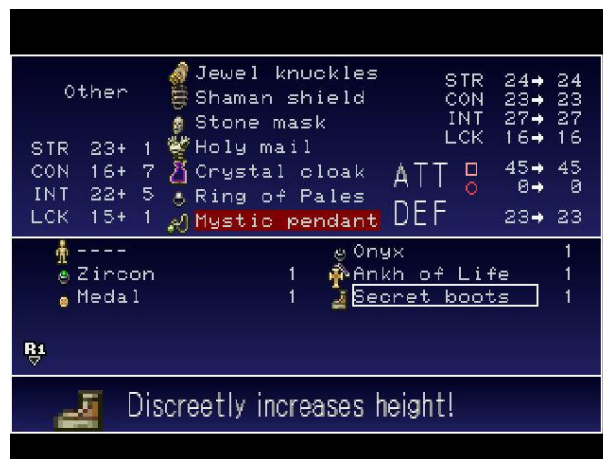 Other
STR 23+ 1
CON 16+ 7
INT 22+ 5
LCK 15+ 1
Jewel knuckles
Shaman shield
Stone mask
Holy mail
Crystal cloak
Ring of Pales
Mystic pendant
STR 24→ 24
CON 23→ 23
INT 27→ 27
LCK 16→ 16
ATT 45→ 45
0→ 0
DEF 23→ 23
----
Onyx 1
Zircon 1
Ankh of Life 1
Medal 1
Secret boots 1
R1
Discreetly increases height!